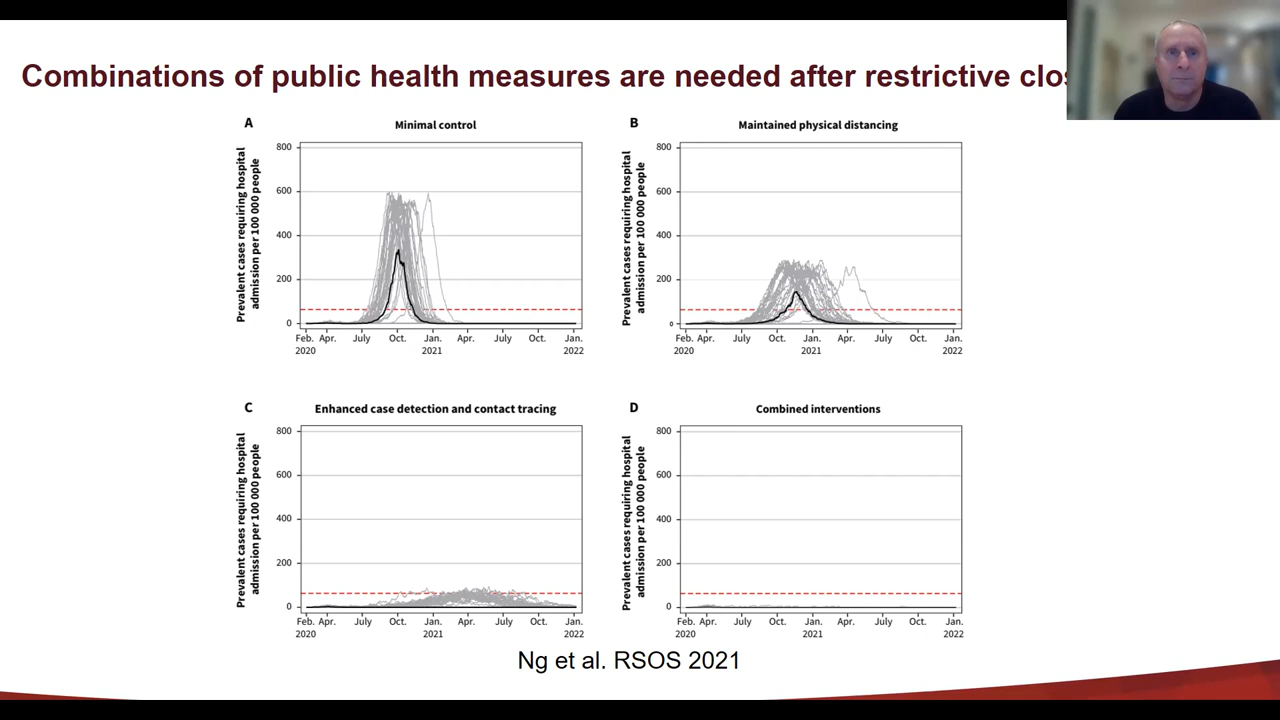 Combinations of public health measures are needed after restrictive
A
Minimal control
Prevalent cases requiring hospital
admission per 100 000 people
800
600
400
200
0
Feb. Apr. July Oct. Jan. Apr. July Oct. Jan.
2020 2021 2022
B
Maintained physical distancing
Prevalent cases requiring hospital
admission per 100 000 people
800
600
400
200
0
Feb. Apr. July Oct. Jan. Apr. July Oct. Jan.
2020 2021 2022
C
Enhanced case detection and contact tracing
Prevalent cases requiring hospital
admission per 100 000 people
800
600
400
200
0
Feb. Apr. July Oct. Jan. Apr. July Oct. Jan.
2020 2021 2022
D
Combined interventions
Prevalent cases requiring hospital
admission per 100 000 people
800
600
400
200
0
Feb. Apr. July Oct. Jan. Apr. July Oct. Jan.
2020 2021 2022
Ng et al. RSOS 2021